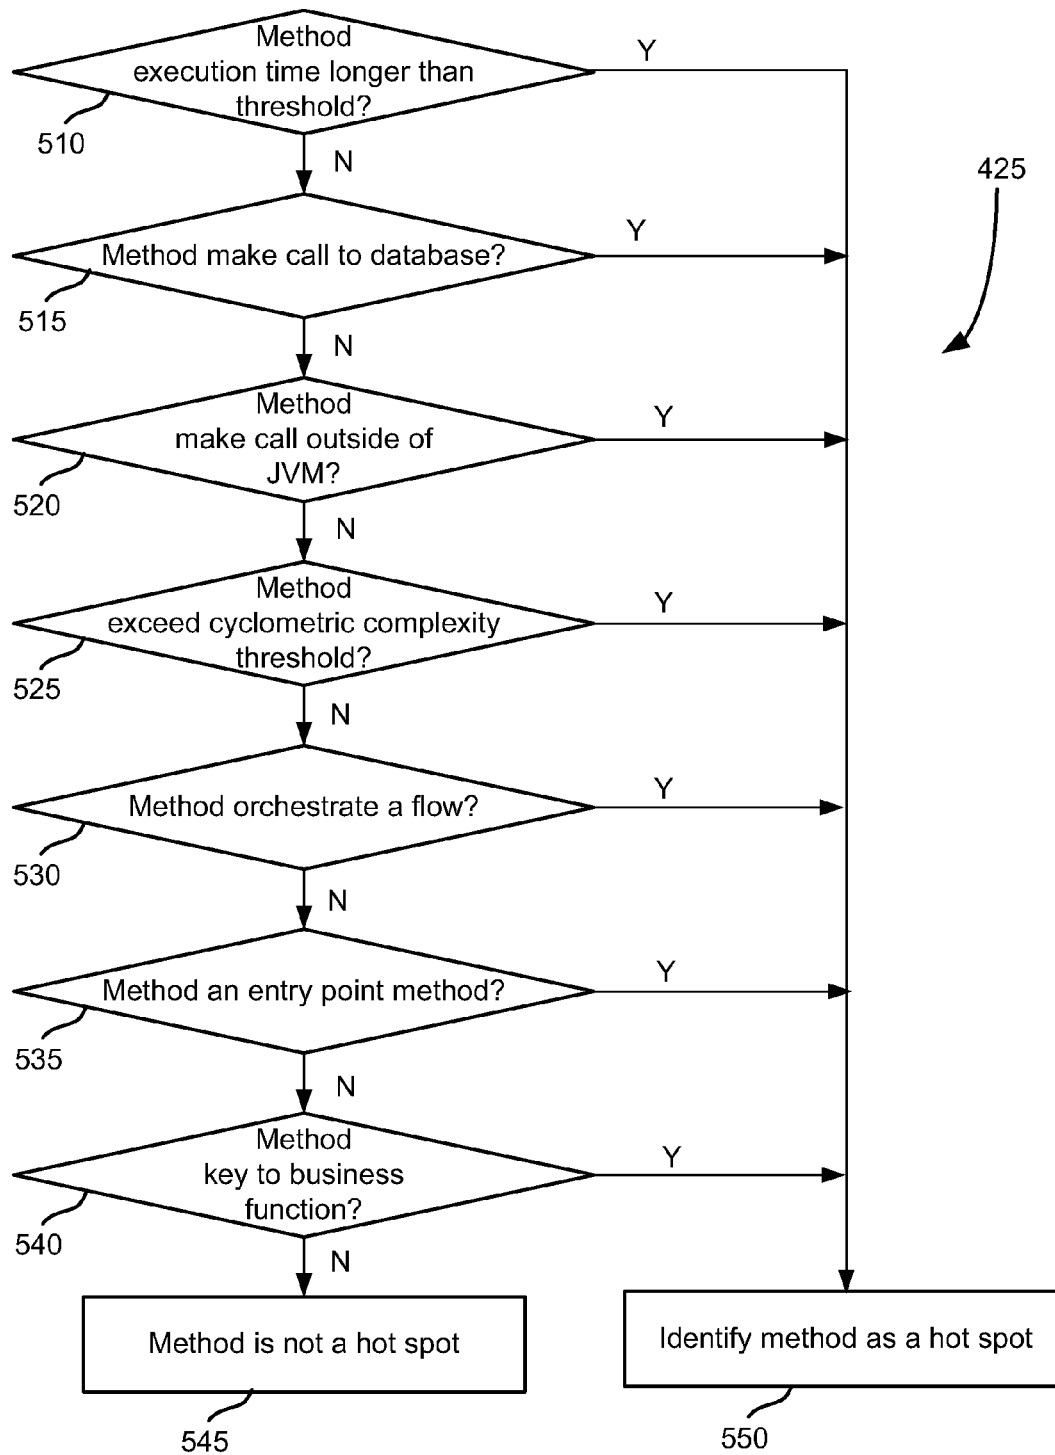 Method
execution time longer than
threshold?
Y
510
N
425
Method make call to database?
Y
515
N
Method
make call outside of
JVM?
Y
520
N
Method
exceed cyclometric complexity
threshold?
Y
525
N
Method orchestrate a flow?
Y
530
N
Method an entry point method?
Y
535
N
Method
key to business
function?
Y
540
N
Method is not a hot spot
Identify method as a hot spot
545
550